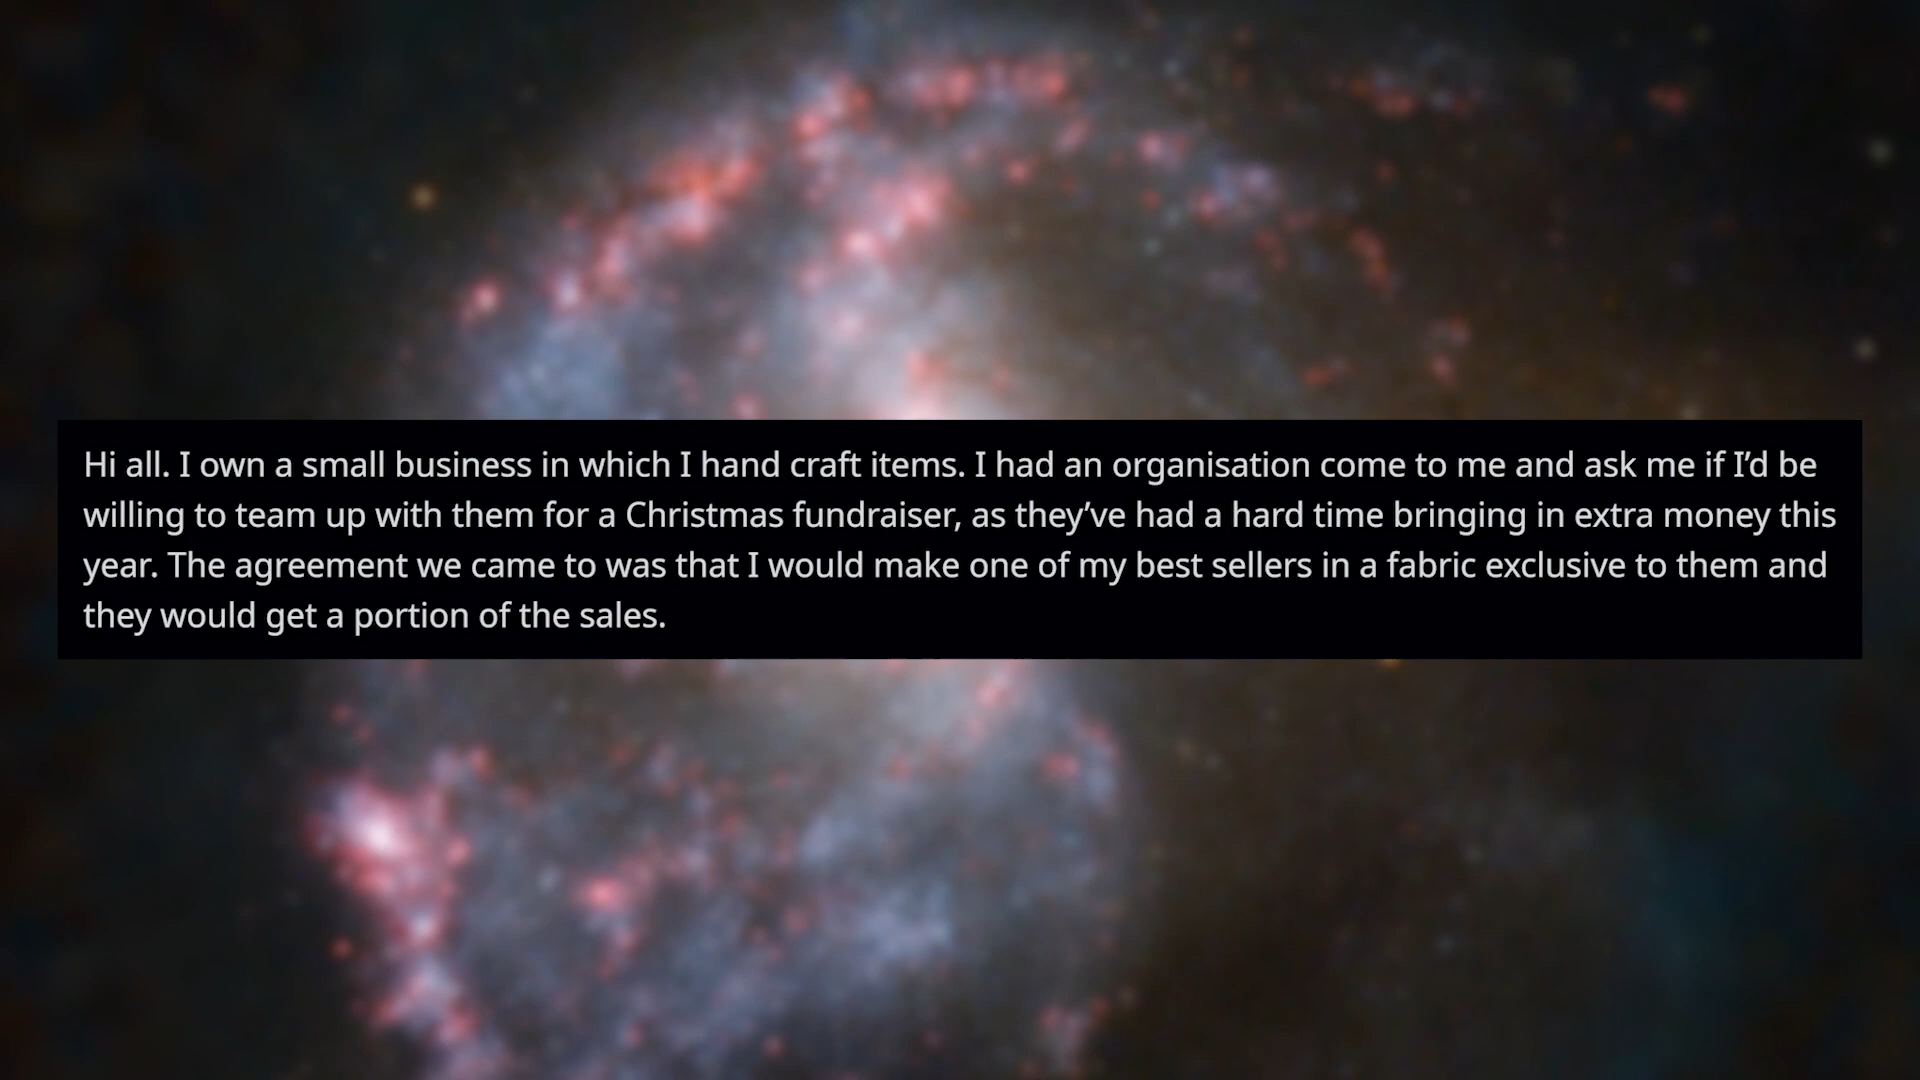 Hi all. I own a small business in which I hand craft items. I had an organisation come to me and ask me if I’d be
willing to team up with them for a Christmas fundraiser, as they’ve had a hard time bringing in extra money this
year. The agreement we came to was that I would make one of my best sellers in a fabric exclusive to them and
they would get a portion of the sales.